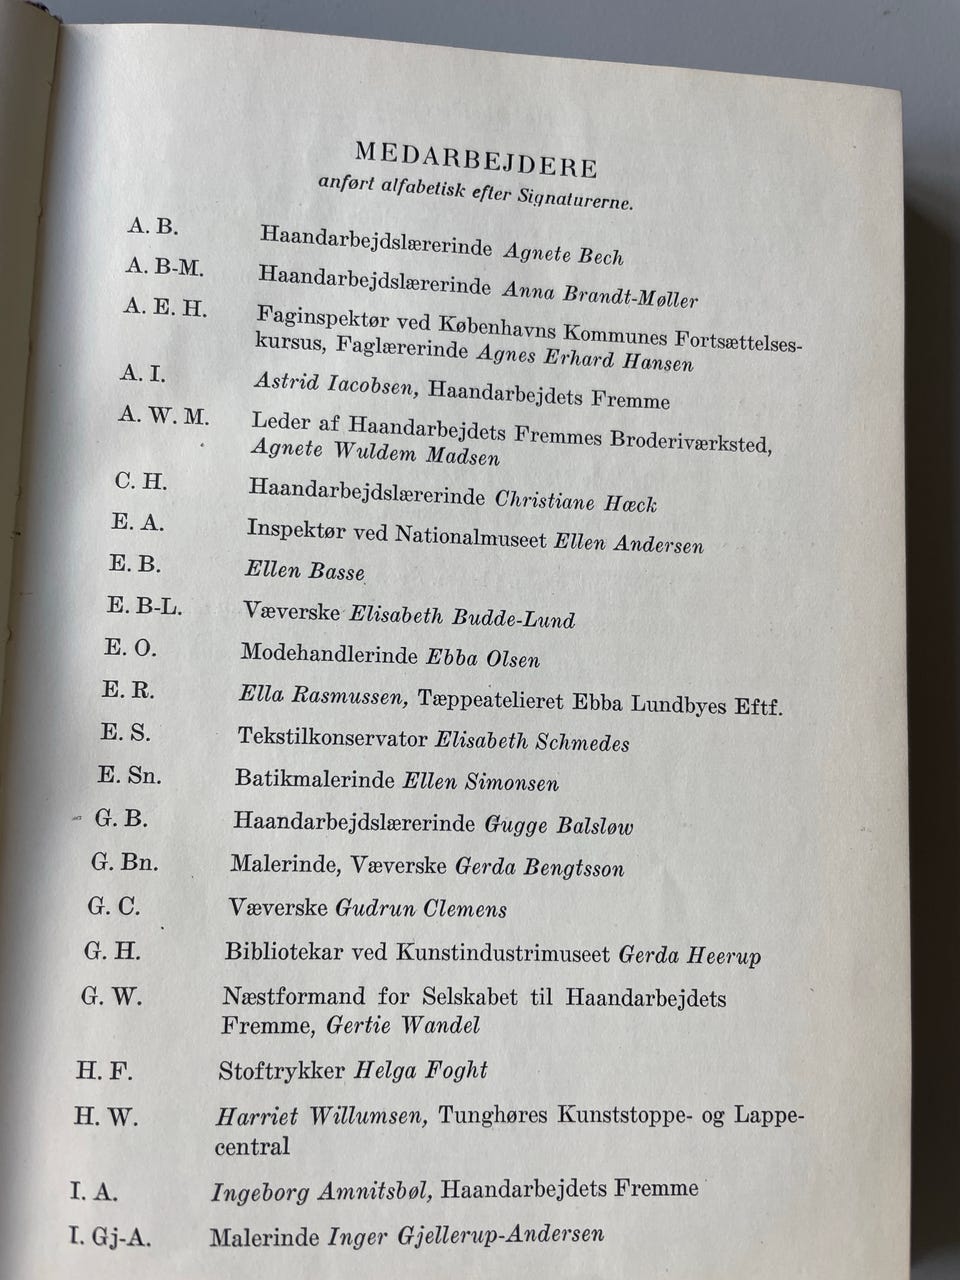 MEDARBEJDERE
anført alfabetisk efter Signaturerne.
A. B. Haandarbejdslærerinde Agnete Bech
A. B-M. Haandarbejdslærerinde Anna Brandt-Møller
A. E. H. Faginspektør ved Københavns Kommunes Fortsættelses-
kursus, Faglærerinde Agnes Erhard Hansen
A. I. Astrid Iacobsen, Haandarbejdets Fremme
A. W. M. Leder af Haandarbejdets Fremmes Broderiværksted,
Agnete Wuldem Madsen
C. H. Haandarbejdslærerinde Christiane Hæck
E. A. Inspektør ved Nationalmuseet Ellen Andersen
E. B. Ellen Basse
E. B-L. Væverske Elisabeth Budde-Lund
E. O. Modehandlerinde Ebba Olsen
E. R. Ella Rasmussen, Tæppeatelieret Ebba Lundbyes Eftf.
E. S. Tekstilkonservator Elisabeth Schmedes
E. Sn. Batikmalerinde Ellen Simonsen
G. B. Haandarbejdslærerinde Gugge Balsløw
G. Bn. Malerinde, Væverske Gerda Bengtsson
G. C. Væverske Gudrun Clemens
G. H. Bibliotekar ved Kunstindustrimuseet Gerda Heerup
G. W. Næstformand for Selskabet til Haandarbejdets
Fremme, Gertie Wandel
H. F. Stoftrykker Helga Foght
H. W. Harriet Willumsen, Tunghøres Kunststoppe- og Lappe-
central
I. A. Ingeborg Amnitsbøl, Haandarbejdets Fremme
I. Gj-A. Malerinde Inger Gjellerup-Andersen